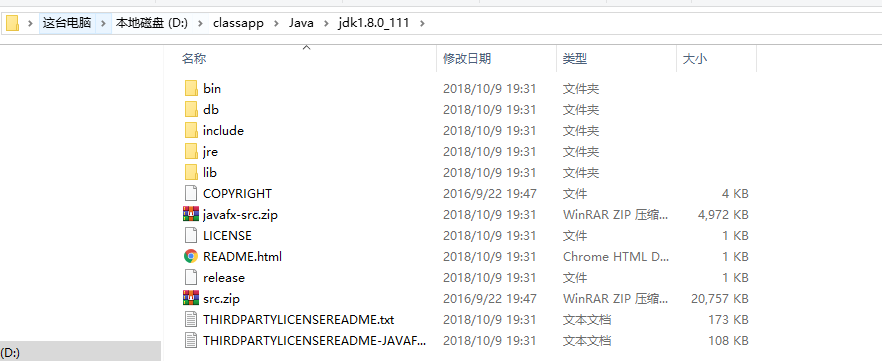 这台电脑 › 本地磁盘 (D:) › classapp › Java › jdk1.8.0_111 ›
名称 修改日期 类型 大小
bin 2018/10/9 19:31 文件夹
db 2018/10/9 19:31 文件夹
include 2018/10/9 19:31 文件夹
jre 2018/10/9 19:31 文件夹
lib 2018/10/9 19:31 文件夹
COPYRIGHT 2016/9/22 19:47 文件 4 KB
javafx-src.zip 2018/10/9 19:31 WinRAR ZIP 压缩... 4,972 KB
LICENSE 2018/10/9 19:31 文件 1 KB
README.html 2018/10/9 19:31 Chrome HTML D... 1 KB
release 2018/10/9 19:31 文件 1 KB
src.zip 2016/9/22 19:47 WinRAR ZIP 压缩... 20,757 KB
THIRDPARTYLICENSEREADME.txt 2018/10/9 19:31 文本文档 173 KB
THIRDPARTYLICENSEREADME-JAVAF... 2018/10/9 19:31 文本文档 108 KB
(D:)